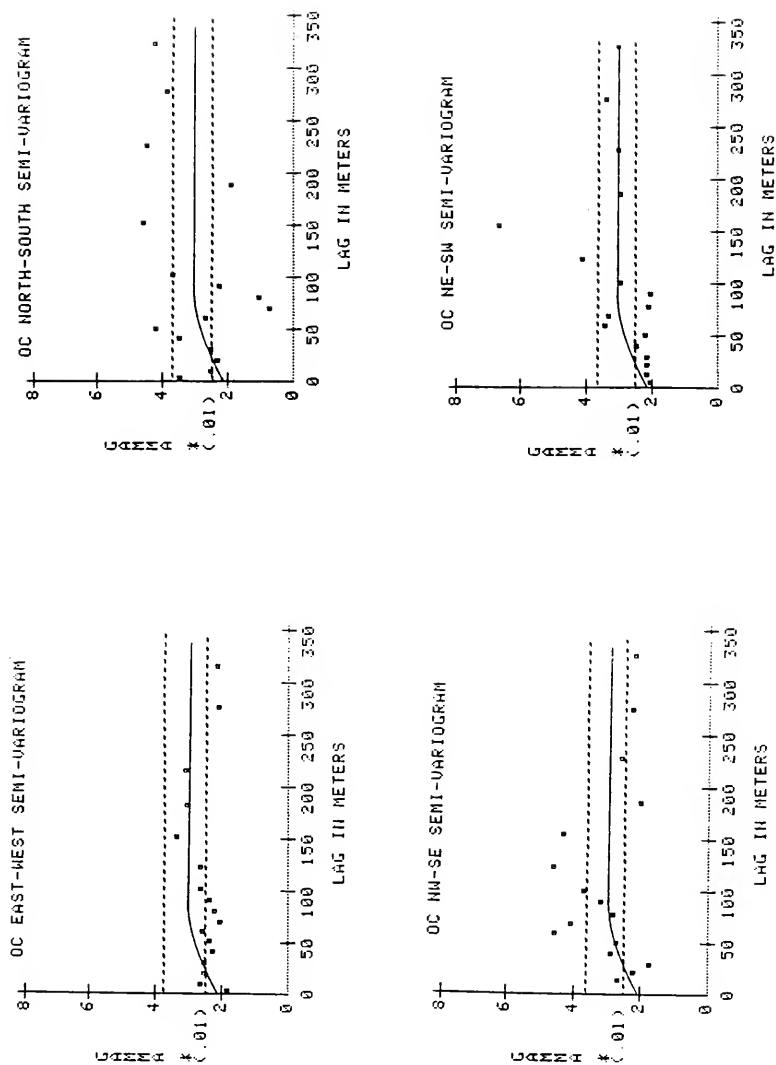 OC EAST-WEST SEMI-VARIOGRAM
8
6
4
2
0
GAMMA
*(.01)
0 50 100 150 200 250 300 350
LAG IN METERS
OC NORTH-SOUTH SEMI-VARIOGRAM
8
6
4
2
0
GAMMA
*(.01)
0 50 100 150 200 250 300 350
LAG IN METERS
OC NW-SE SEMI-VARIOGRAM
8
6
4
2
0
GAMMA
*(.01)
0 50 100 150 200 250 300 350
LAG IN METERS
OC NE-SW SEMI-VARIOGRAM
8
6
4
2
0
GAMMA
*(.01)
0 50 100 150 200 250 300 350
LAG IN METERS